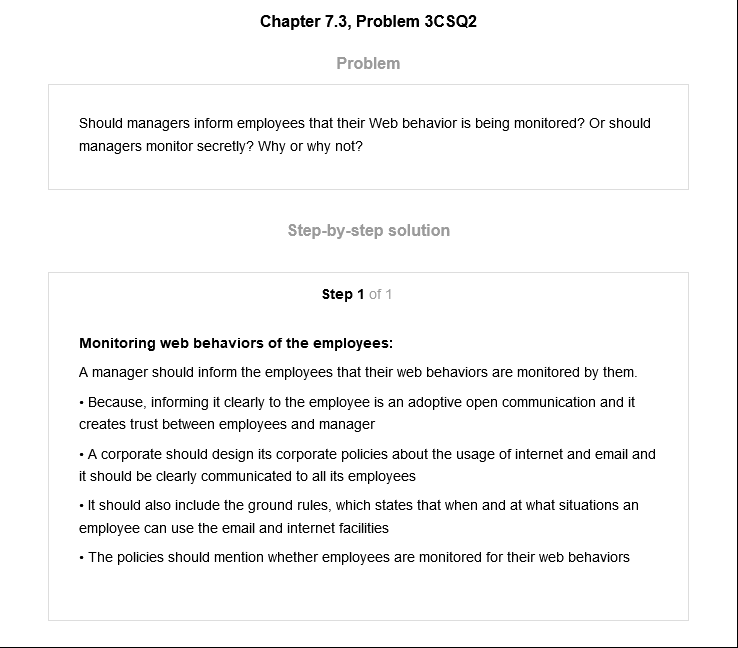 Chapter 7.3, Problem 3CSQ2
Problem
Should managers inform employees that their Web behavior is being monitored? Or should
managers monitor secretly? Why or why not?
Step-by-step solution
Step 1 of 1
Monitoring web behaviors of the employees:
A manager should inform the employees that their web behaviors are monitored by them.
• Because, informing it clearly to the employee is an adoptive open communication and it
creates trust between employees and manager
• A corporate should design its corporate policies about the usage of internet and email and
it should be clearly communicated to all its employees
• It should also include the ground rules, which states that when and at what situations an
employee can use the email and internet facilities
• The policies should mention whether employees are monitored for their web behaviors